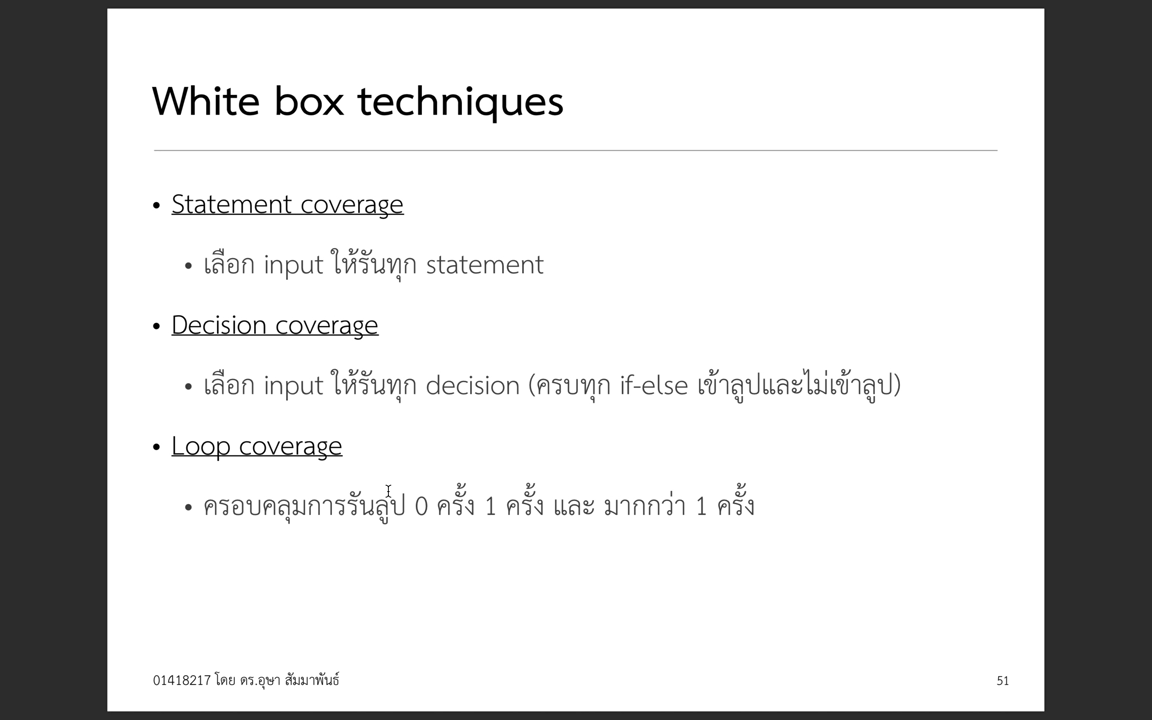 White box techniques
• Statement coverage
• เลือก input ให้รันทุก statement
• Decision coverage
• เลือก input ให้รันทุก decision (ครบทุก if-else เข้าลูปและไม่เข้าลูป)
• Loop coverage
• ครอบคลุมการรันลูป 0 ครั้ง 1 ครั้ง และ มากกว่า 1 ครั้ง
01418217 โดย ดร.อุษา สัมมาพันธ์
51